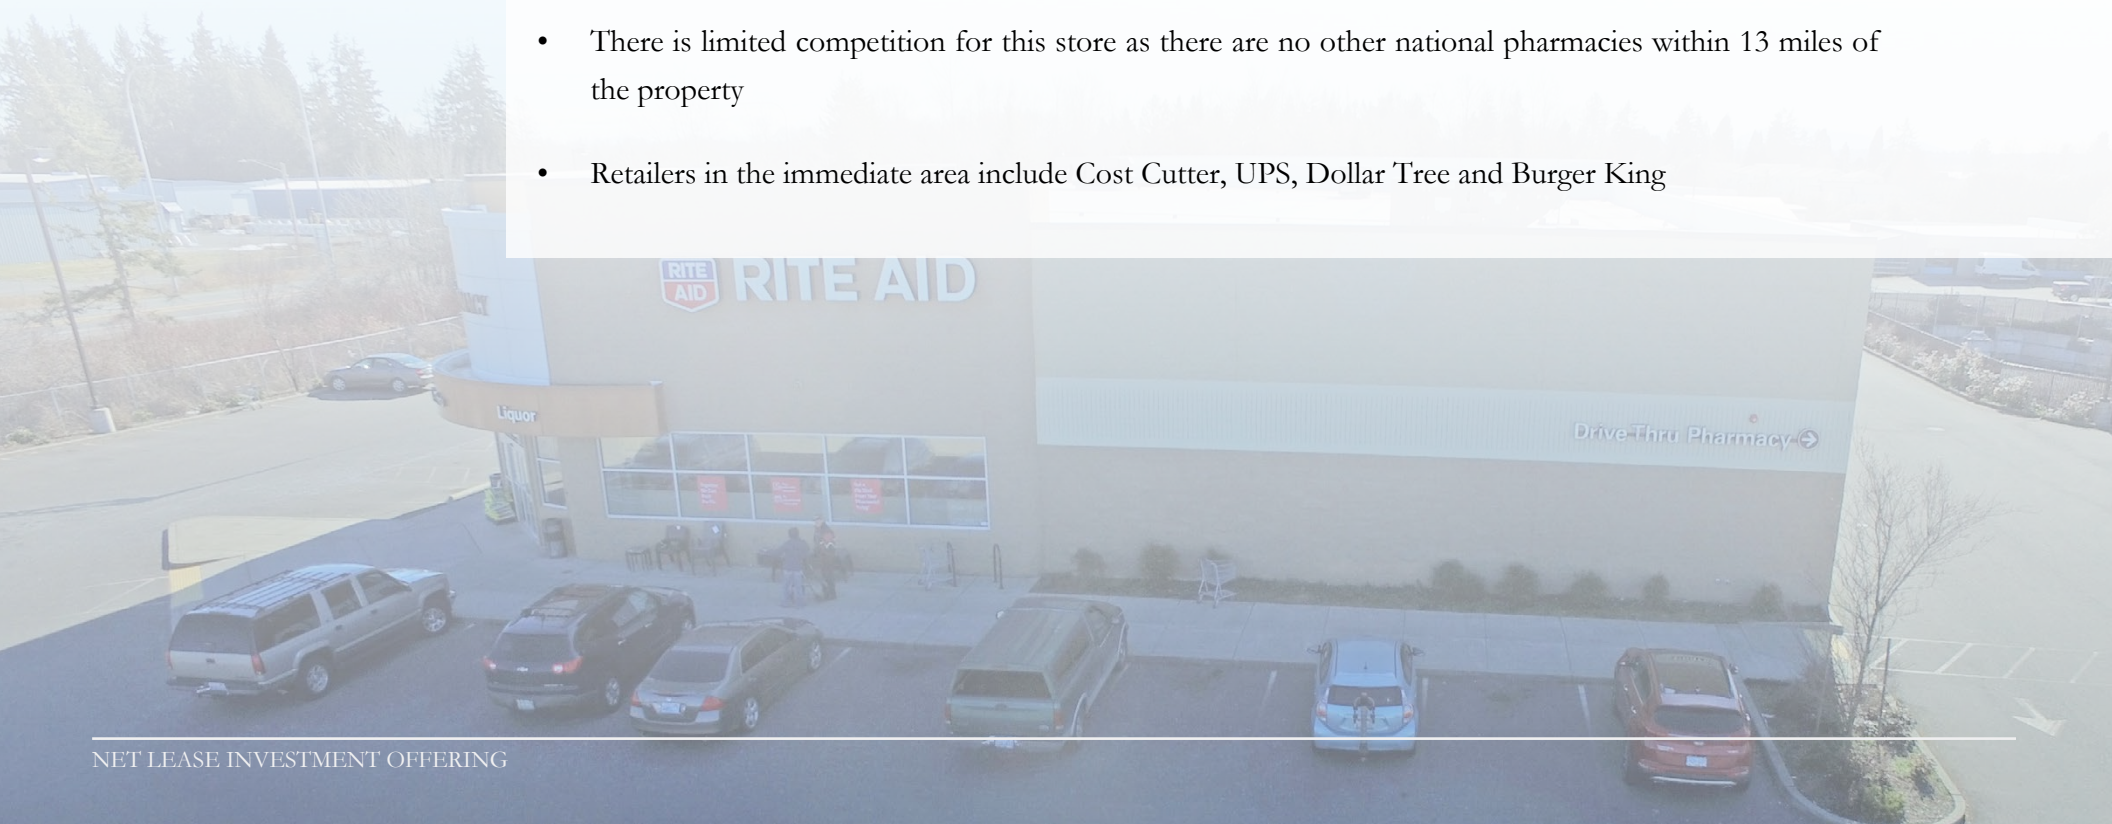 • There is limited competition for this store as there are no other national pharmacies within 13 miles of
the property
• Retailers in the immediate area include Cost Cutter, UPS, Dollar Tree and Burger King
RITE
AID
RITE AID
Liquor
Drive-Thru Pharmacy
NET LEASE INVESTMENT OFFERING